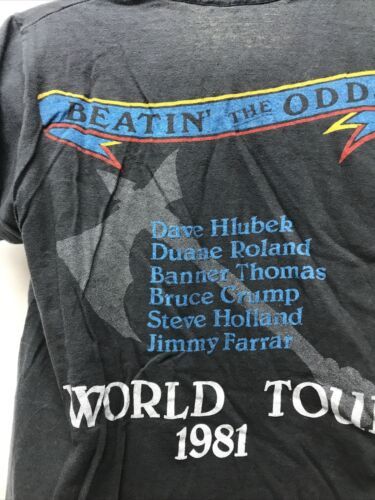 BEATIN' THE ODD
Dave Hlubek
Duane Roland
Banner Thomas
Bruce Crump
Steve Holland
Jimmy Farrar
WORLD TOU
1981